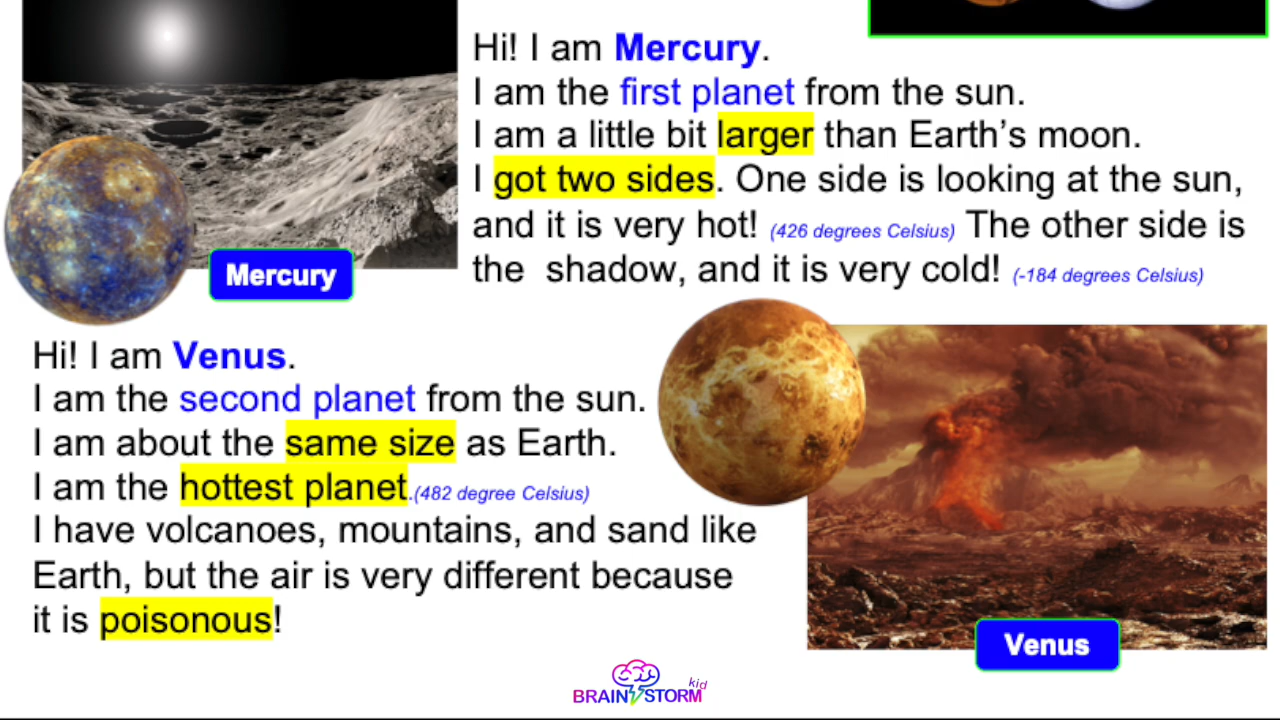 Hi! I am Mercury.
I am the first planet from the sun.
I am a little bit larger than Earth’s moon.
I got two sides. One side is looking at the sun,
and it is very hot! (426 degrees Celsius) The other side is
the shadow, and it is very cold! (-184 degrees Celsius)
Mercury
Hi! I am Venus.
I am the second planet from the sun.
I am about the same size as Earth.
I am the hottest planet.(482 degree Celsius)
I have volcanoes, mountains, and sand like
Earth, but the air is very different because
it is poisonous!
Venus
BRAINSTORM kid